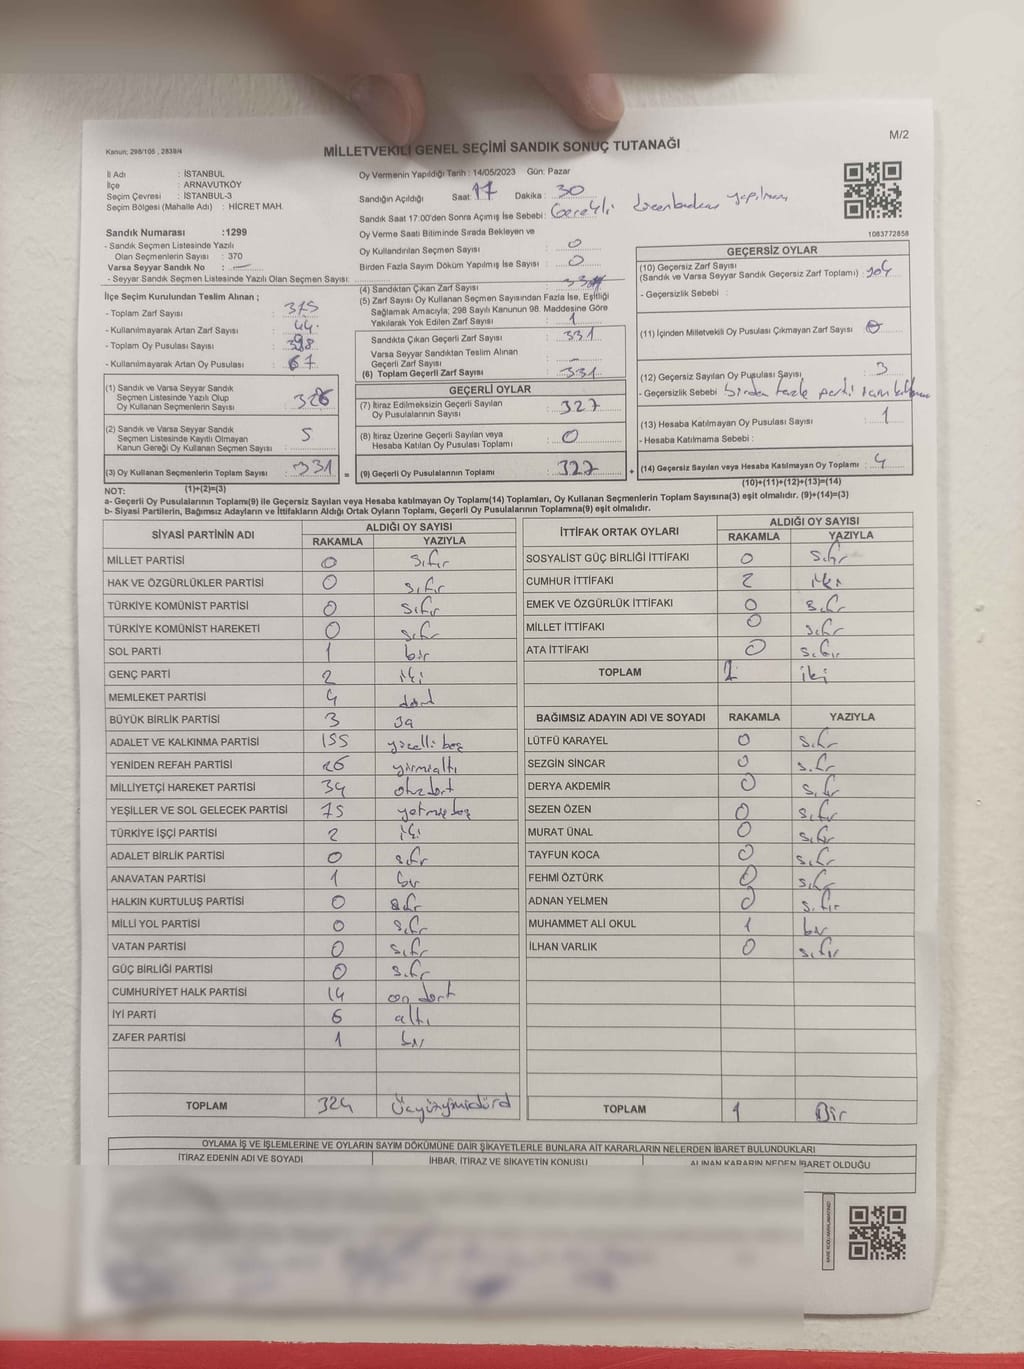 Kanun: 298/105 , 2839/4
M/2
MİLLETVEKİLİ GENEL SEÇİMİ SANDIK SONUÇ TUTANAĞI
İl Adı : İSTANBUL
İlçe : ARNAVUTKÖY
Seçim Çevresi : İSTANBUL-3
Seçim Bölgesi (Mahalle Adı) : HİCRET MAH.
Sandık Numarası :1299
- Sandık Seçmen Listesinde Yazılı
Olan Seçmenlerin Sayısı : 370
Varsa Seyyar Sandık No :
- Seyyar Sandık Seçmen Listesinde Yazılı Olan Seçmen Sayısı:
Oy Vermenin Yapıldığı Tarih : 14/05/2023 Gün: Pazar
Sandığın Açıldığı Saat: 17 Dakika : 30
Sandık Saat 17:00'den Sonra Açımış İse Sebebi: Gerekli yapılması
Oy Verme Saati Bitiminde Sırada Bekleyen ve
Oy Kullandırılan Seçmen Sayısı : 0
Birden Fazla Sayım Döküm Yapılmış İse Sayısı : 0
1083772858
İlçe Seçim Kurulundan Teslim Alınan ;
- Toplam Zarf Sayısı : 375
- Kullanılmayarak Artan Zarf Sayısı : 44
- Toplam Oy Pusulası Sayısı : 398
- Kullanılmayarak Artan Oy Pusulası : 67
(1) Sandık ve Varsa Seyyar Sandık
Seçmen Listesinde Yazılı Olup
Oy Kullanan Seçmenlerin Sayısı : 326
(2) Sandık ve Varsa Seyyar Sandık
Seçmen Listesinde Kayıtlı Olmayan
Kanun Gereği Oy Kullanan Seçmen Sayısı : 5
(3) Oy Kullanan Seçmenlerin Toplam Sayısı : 331 =
(4) Sandıktan Çıkan Zarf Sayısı :
(5) Zarf Sayısı Oy Kullanan Seçmen Sayısından Fazla İse, Eşitliği
Sağlamak Amacıyla; 298 Sayılı Kanunun 98. Maddesine Göre
Yakılarak Yok Edilen Zarf Sayısı : 1
Sandıkta Çıkan Geçerli Zarf Sayısı : 331
Varsa Seyyar Sandıktan Teslim Alınan
Geçerli Zarf Sayısı : -
(6) Toplam Geçerli Zarf Sayısı : 331
GEÇERLİ OYLAR
(7) İtiraz Edilmeksizin Geçerli Sayılan
Oy Pusulalarının Sayısı : 327
(8) İtiraz Üzerine Geçerli Sayılan veya
Hesaba Katılan Oy Pusulaları Toplamı : 0
(9) Geçerli Oy Pusulalarının Toplamı : 327 +
GEÇERSİZ OYLAR
(10) Geçersiz Zarf Sayısı
(Sandık ve Varsa Seyyar Sandık Geçersiz Zarf Toplamı) :
- Geçersizlik Sebebi :
(11) İçinden Milletvekili Oy Pusulası Çıkmayan Zarf Sayısı : 0
(12) Geçersiz Sayılan Oy Pusulası Sayısı : 3
- Geçersizlik Sebebi : birden fazla parti
(13) Hesaba Katılmayan Oy Pusulası Sayısı : 1
- Hesaba Katılmama Sebebi :
(14) Geçersiz Sayılan veya Hesaba Katılmayan Oy Toplamı : 4
NOT: (1)+(2)=(3)
(10)+(11)+(12)+(13)=(14)
a- Geçerli Oy Pusulalarının Toplamı(9) ile Geçersiz Sayılan veya Hesaba katılmayan Oy Toplamı(14) Toplamları, Oy Kullanan Seçmenlerin Toplam Sayısına(3) eşit olmalıdır. (9)+(14)=(3)
b- Siyasi Partilerin, Bağımsız Adayların ve İttifakların Aldığı Ortak Oyların Toplamı, Geçerli Oy Pusulalarının Toplamına(9) eşit olmalıdır.
SİYASİ PARTİNİN ADI ALDIĞI OY SAYISI
RAKAMLA YAZIYLA
MİLLET PARTİSİ 0 sıfır
HAK VE ÖZGÜRLÜKLER PARTİSİ 0 sıfır
TÜRKİYE KOMÜNİST PARTİSİ 0 sıfır
TÜRKİYE KOMÜNİST HAREKETİ 0 sıfır
SOL PARTİ 1 bir
GENÇ PARTİ 2 iki
MEMLEKET PARTİSİ 4 dört
BÜYÜK BİRLİK PARTİSİ 3 üç
ADALET VE KALKINMA PARTİSİ 155 yüzelli beş
YENİDEN REFAH PARTİSİ 26 yirmialtı
MİLLİYETÇİ HAREKET PARTİSİ 34 otuzdört
YEŞİLLER VE SOL GELECEK PARTİSİ 75 yetmiş beş
TÜRKİYE İŞÇİ PARTİSİ 2 iki
ADALET BİRLİK PARTİSİ 0 sıfır
ANAVATAN PARTİSİ 1 bir
HALKIN KURTULUŞ PARTİSİ 0 sıfır
MİLLİ YOL PARTİSİ 0 sıfır
VATAN PARTİSİ 0 sıfır
GÜÇ BİRLİĞİ PARTİSİ 0 sıfır
CUMHURİYET HALK PARTİSİ 14 on dört
İYİ PARTİ 6 altı
ZAFER PARTİSİ 1 bir
TOPLAM 324 Üçyüzyirmidörd
İTTİFAK ORTAK OYLARI ALDIĞI OY SAYISI
RAKAMLA YAZIYLA
SOSYALİST GÜÇ BİRLİĞİ İTTİFAKI 0 sıfır
CUMHUR İTTİFAKI 2 iki
EMEK VE ÖZGÜRLÜK İTTİFAKI 0 sıfır
MİLLET İTTİFAKI 0 sıfır
ATA İTTİFAKI 0 sıfır
TOPLAM 2 iki
BAĞIMSIZ ADAYIN ADI VE SOYADI RAKAMLA YAZIYLA
LÜTFÜ KARAYEL 0 sıfır
SEZGİN SİNCAR 0 sıfır
DERYA AKDEMİR 0 sıfır
SEZEN ÖZEN 0 sıfır
MURAT ÜNAL 0 sıfır
TAYFUN KOCA 0 sıfır
FEHMİ ÖZTÜRK 0 sıfır
ADNAN YELMEN 0 sıfır
MUHAMMET ALİ OKUL 1 bir
İLHAN VARLIK 0 sıfır
TOPLAM 1 Bir
OYLAMA İŞ VE İŞLEMLERİNE VE OYLARIN SAYIM DÖKÜMÜNE DAİR ŞİKAYETLERLE BUNLARA AİT KARARLARIN NELERDEN İBARET BULUNDUKLARI
İTİRAZ EDENİN ADI VE SOYADI İHBAR, İTİRAZ VE ŞİKAYETİN KONUSU ALINAN KARARIN NEDEN İBARET OLDUĞU